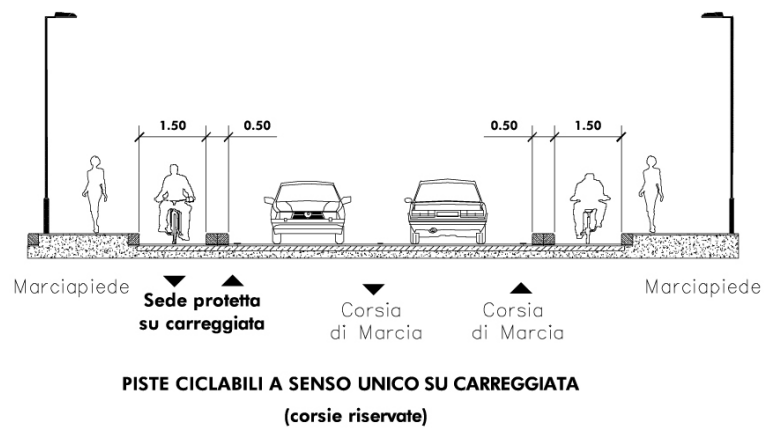 1.50 0.50 0.50 1.50
Marciapiede Marciapiede
Sede protetta
su carreggiata
Corsia
di Marcia
Corsia
di Marcia
PISTE CICLABILI A SENSO UNICO SU CARREGGIATA
(corsie riservate)